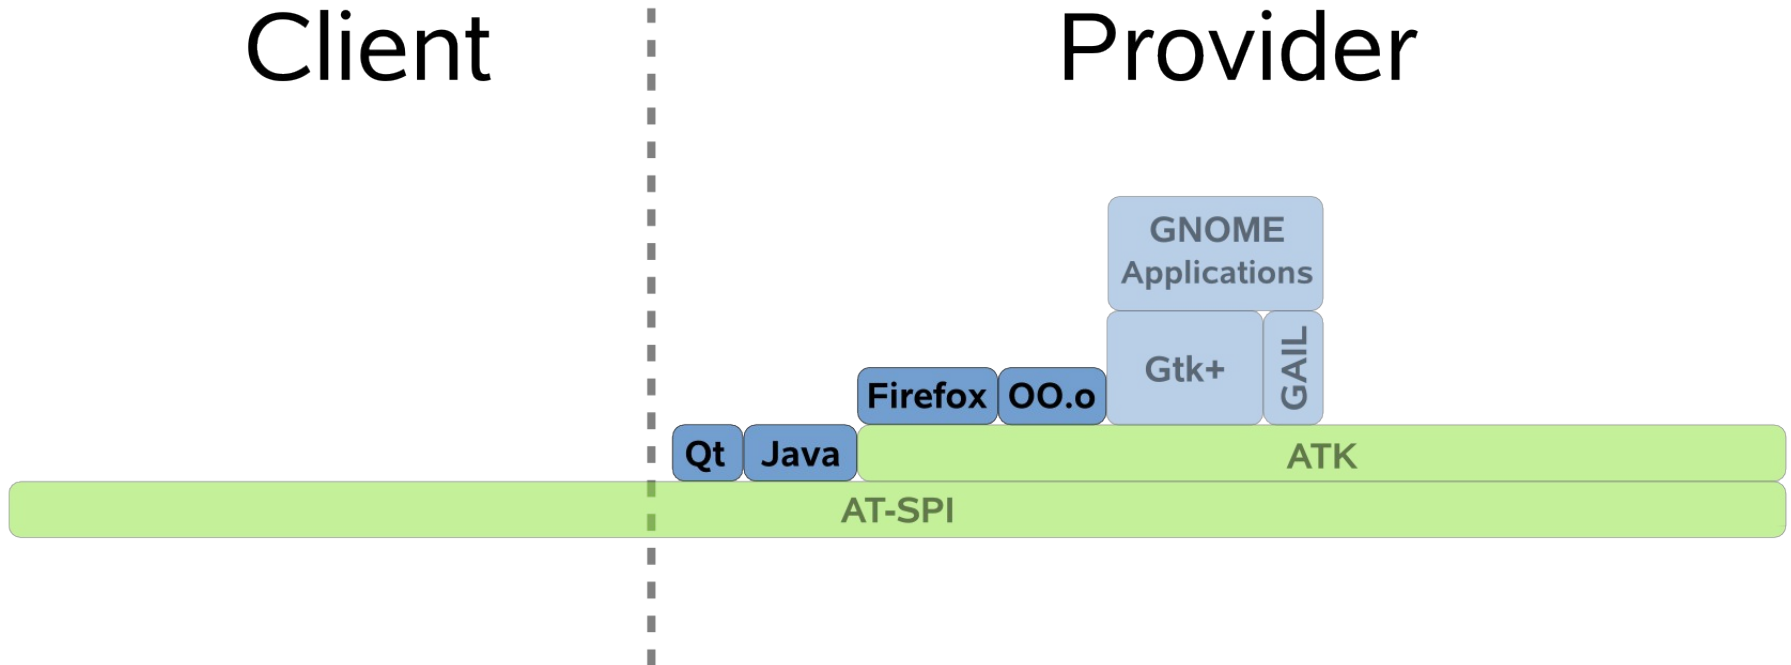 Client
Provider
GNOME
Applications
Gtk+
GAIL
Firefox
OO.o
Qt
Java
ATK
AT-SPI